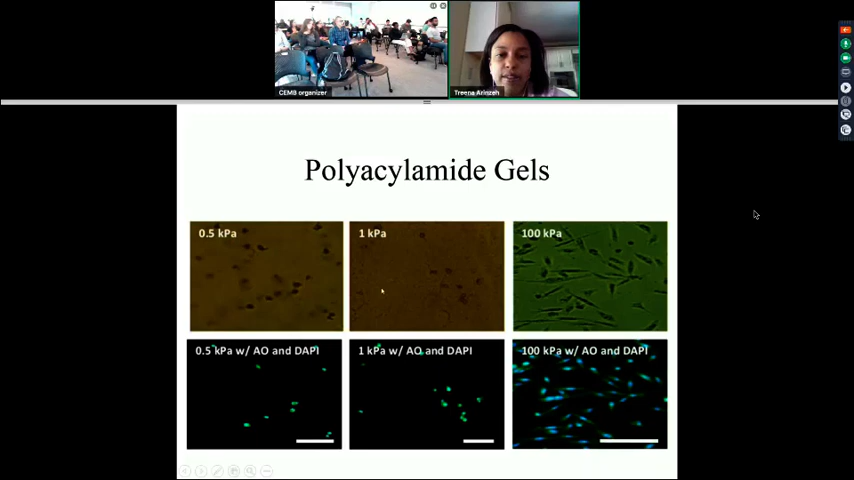 CEMB organizer
Treena Arinzeh
Polyacylamide Gels
0.5 kPa
1 kPa
100 kPa
0.5 kPa w/ AO and DAPI
1 kPa w/ AO and DAPI
100 kPa w/ AO and DAPI